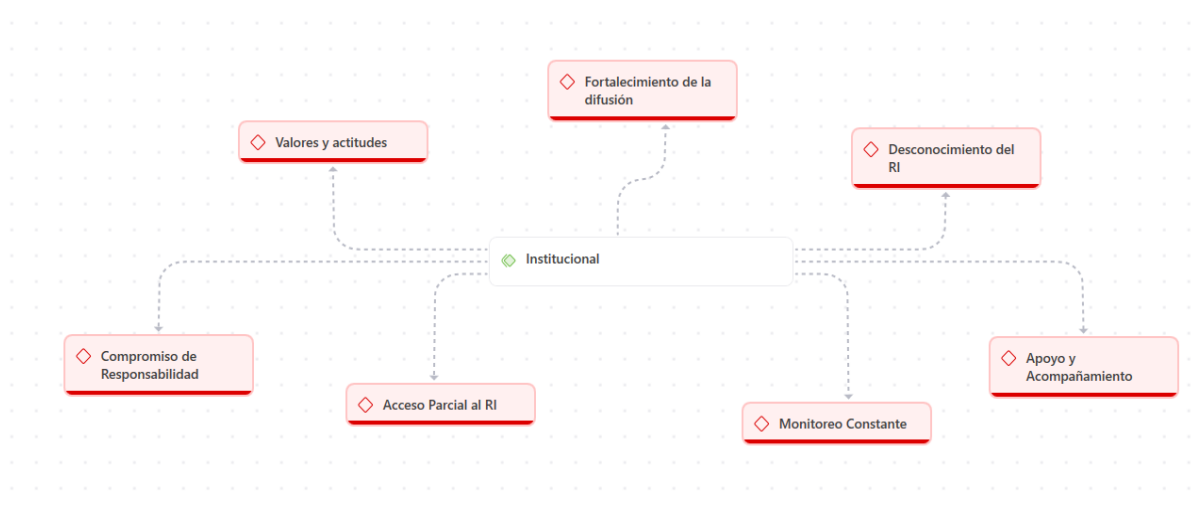 Fortalecimiento de la
difusión
Valores y actitudes
Desconocimiento del
RI
Institucional
Compromiso de
Responsabilidad
Acceso Parcial al RI
Monitoreo Constante
Apoyo y
Acompañamiento